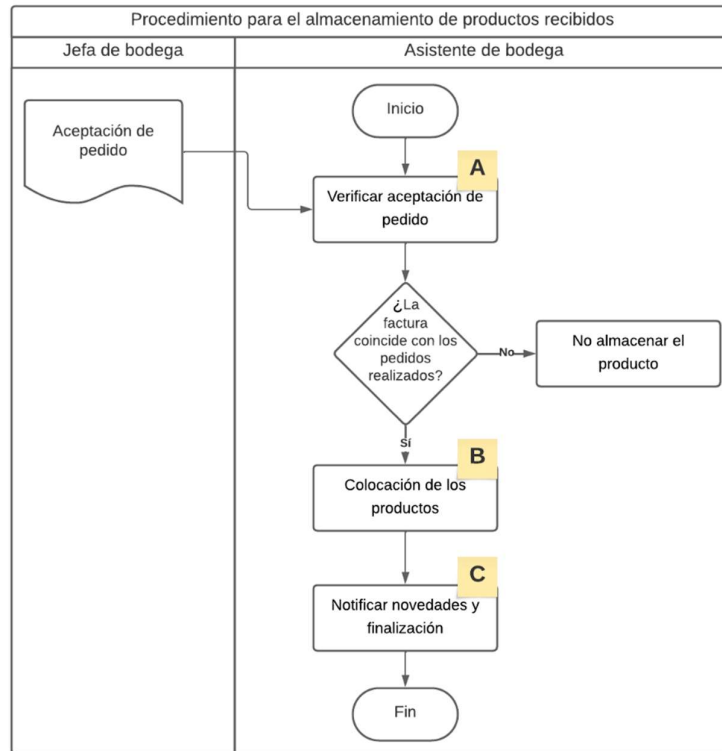 Procedimiento para el almacenamiento de productos recibidos
Jefa de bodega
Asistente de bodega
Inicio
Aceptación de
pedido
A
Verificar aceptación de
pedido
¿La
factura
coincide con los
pedidos
realizados?
No
No almacenar el
producto
Sí
B
Colocación de los
productos
C
Notificar novedades y
finalización
Fin